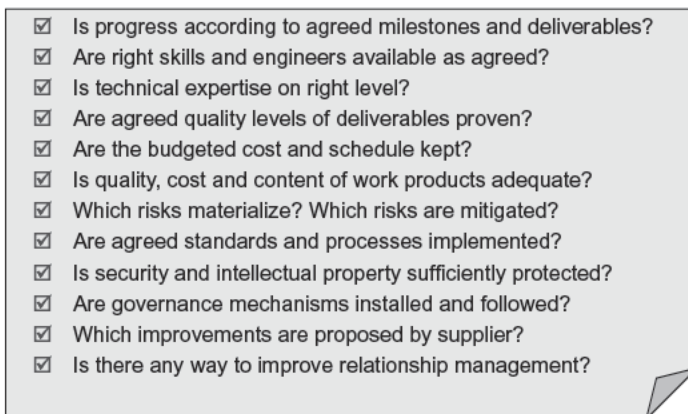 ☑ Is progress according to agreed milestones and deliverables?
☑ Are right skills and engineers available as agreed?
☑ Is technical expertise on right level?
☑ Are agreed quality levels of deliverables proven?
☑ Are the budgeted cost and schedule kept?
☑ Is quality, cost and content of work products adequate?
☑ Which risks materialize? Which risks are mitigated?
☑ Are agreed standards and processes implemented?
☑ Is security and intellectual property sufficiently protected?
☑ Are governance mechanisms installed and followed?
☑ Which improvements are proposed by supplier?
☑ Is there any way to improve relationship management?